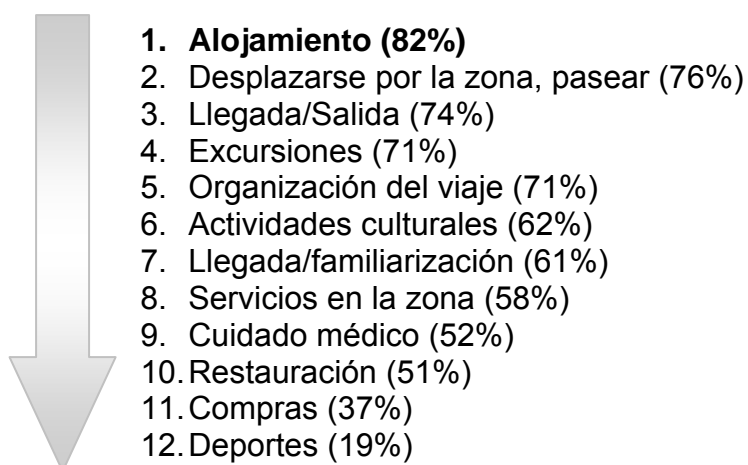 1. Alojamiento (82%)
2. Desplazarse por la zona, pasear (76%)
3. Llegada/Salida (74%)
4. Excursiones (71%)
5. Organización del viaje (71%)
6. Actividades culturales (62%)
7. Llegada/familiarización (61%)
8. Servicios en la zona (58%)
9. Cuidado médico (52%)
10. Restauración (51%)
11. Compras (37%)
12. Deportes (19%)